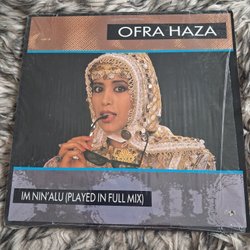 OFRA HAZA
IM NIN'ALU (PLAYED IN FULL MIX)